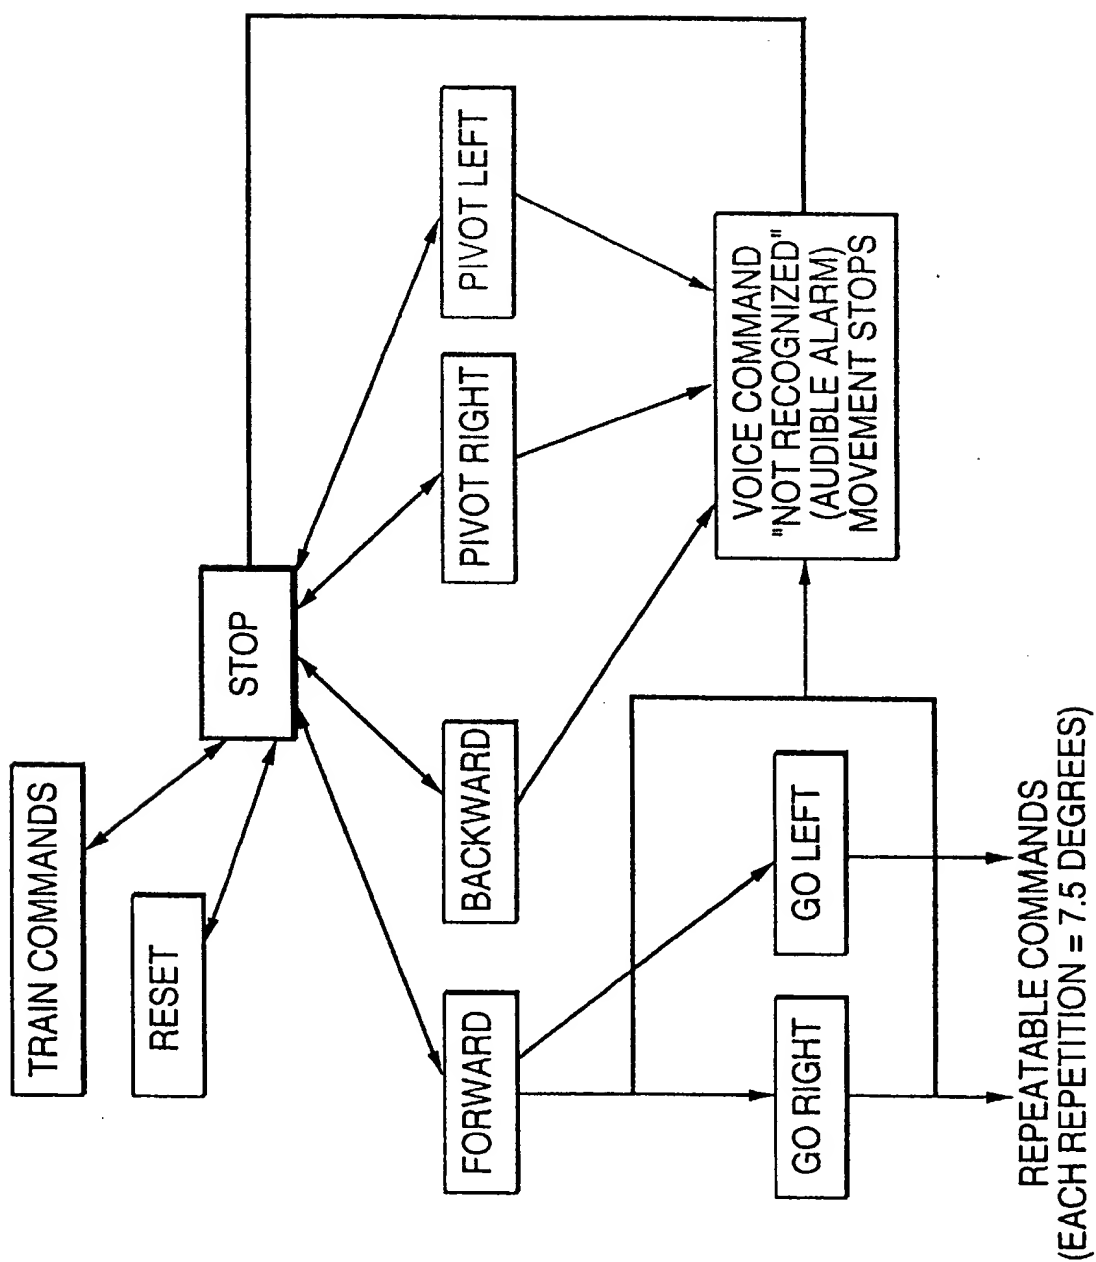 TRAIN COMMANDS
RESET
STOP
FORWARD
BACKWARD
PIVOT RIGHT
PIVOT LEFT
GO RIGHT
GO LEFT
VOICE COMMAND
"NOT RECOGNIZED"
(AUDIBLE ALARM)
MOVEMENT STOPS
REPEATABLE COMMANDS
(EACH REPETITION = 7.5 DEGREES)